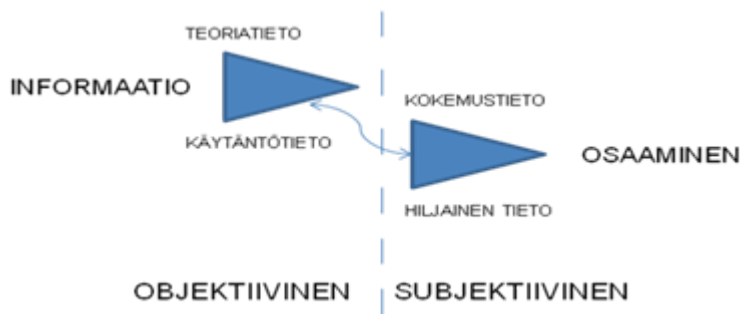 TEORIATIETO
INFORMAATIO
KÄYTÄNTÖTIETO
KOKEMUSTIETO
OSAAMINEN
HILJAINEN TIETO
OBJEKTIIVINEN
SUBJEKTIIVINEN